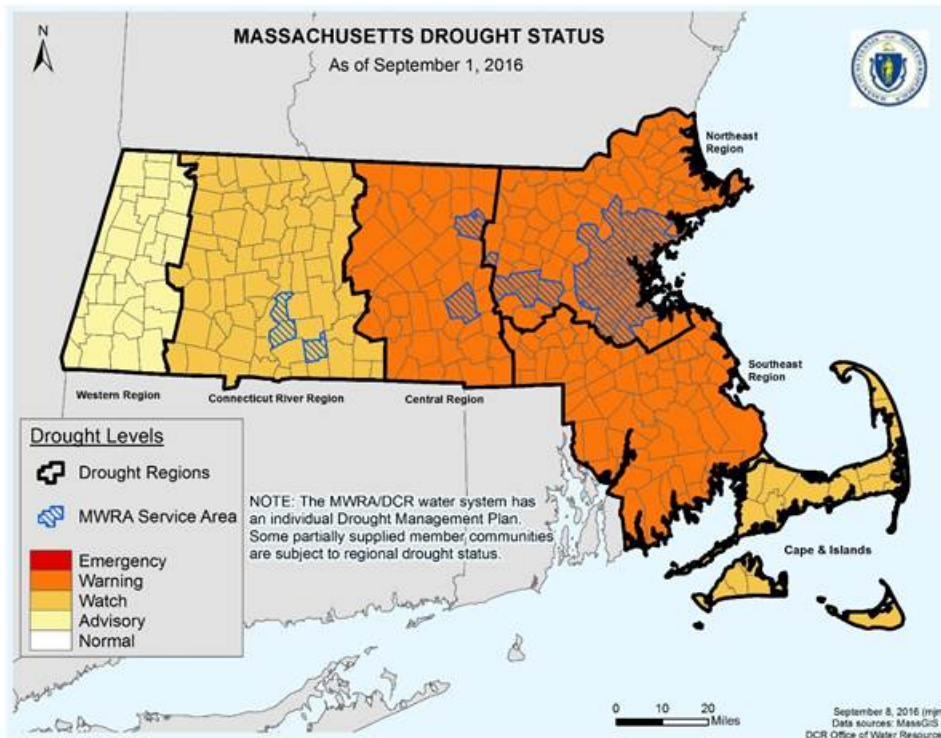 N
MASSACHUSETTS DROUGHT STATUS
As of September 1, 2016
Northeast
Region
Southeast
Region
Western Region
Connecticut River Region
Central Region
Cape & Islands
Drought Levels
Drought Regions
MWRA Service Area
Emergency
Warning
Watch
Advisory
Normal
NOTE: The MWRA/DCR water system has
an individual Drought Management Plan.
Some partially supplied member communities
are subject to regional drought status.
0 10 20
Miles
September 8, 2016 (mjm
Data sources: MassGIS
DCR Office of Water Resource